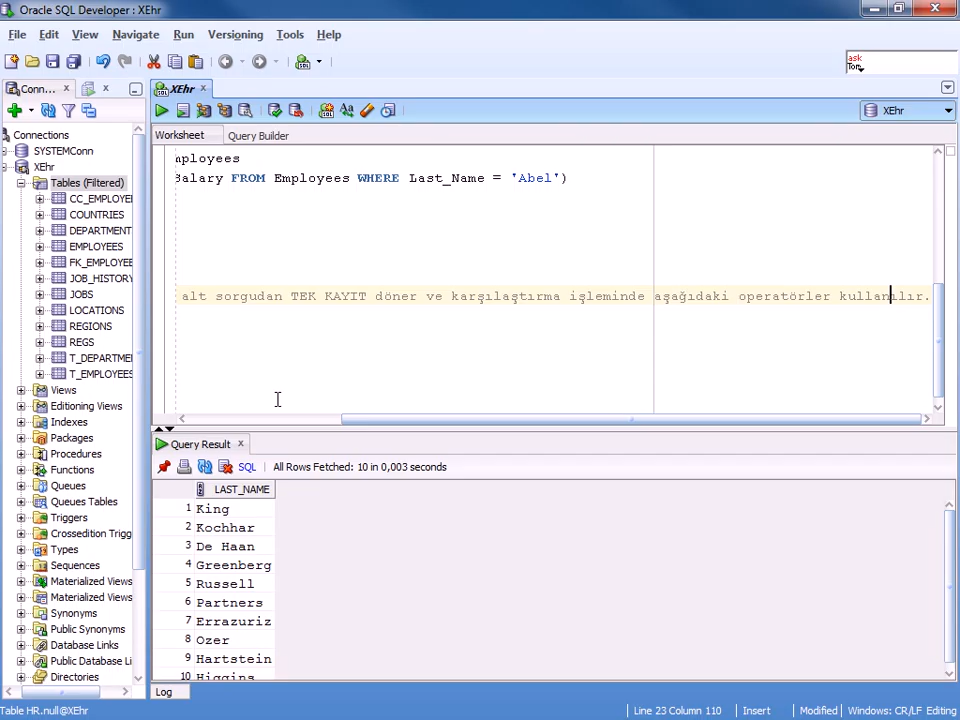 Oracle SQL Developer : XEhr
File Edit View Navigate Run Versioning Tools Help
ask
Tom
Conn...
XEhr
XEhr
Connections
SYSTEMConn
XEhr
Tables (Filtered)
CC_EMPLOYEE
COUNTRIES
DEPARTMENT
EMPLOYEES
FK_EMPLOYEE
JOB_HISTORY
JOBS
LOCATIONS
REGIONS
REGS
T_DEPARTME
T_EMPLOYEES
Views
Editioning Views
Indexes
Packages
Procedures
Functions
Queues
Queues Tables
Triggers
Crossedition Trigg
Types
Sequences
Materialized Views
Materialized Views
Synonyms
Public Synonyms
Database Links
Public Database Li
Directories
Worksheet Query Builder
mployees
Salary FROM Employees WHERE Last_Name = 'Abel')
alt sorgudan TEK KAYIT döner ve karşılaştırma işleminde aşağıdaki operatörler kullanılır.
Query Result
SQL All Rows Fetched: 10 in 0,003 seconds
LAST_NAME
1 King
2 Kochhar
3 De Haan
4 Greenberg
5 Russell
6 Partners
7 Errazuriz
8 Ozer
9 Hartstein
10 Higgins
Log
Table HR.null@XEhr
Line 23 Column 110 Insert Modified Windows: CR/LF Editing